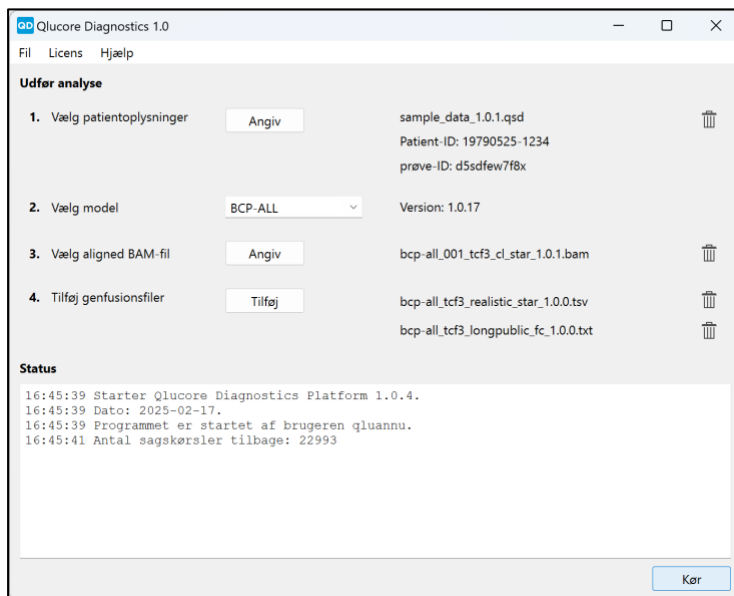 QD Qlucore Diagnostics 1.0
Fil Licens Hjælp
Udfør analyse
1. Vælg patientoplysninger Angiv sample_data_1.0.1.qsd
Patient-ID: 19790525-1234
prøve-ID: d5sdfew7f8x
2. Vælg model BCP-ALL Version: 1.0.17
3. Vælg aligned BAM-fil Angiv bcp-all_001_tcf3_cl_star_1.0.1.bam
4. Tilføj genfusionsfiler Tilføj bcp-all_tcf3_realistic_star_1.0.0.tsv
bcp-all_tcf3_longpublic_fc_1.0.0.txt
Status
16:45:39 Starter Qlucore Diagnostics Platform 1.0.4.
16:45:39 Dato: 2025-02-17.
16:45:39 Programmet er startet af brugeren qluannu.
16:45:41 Antal sagskørsler tilbage: 22993
Kør